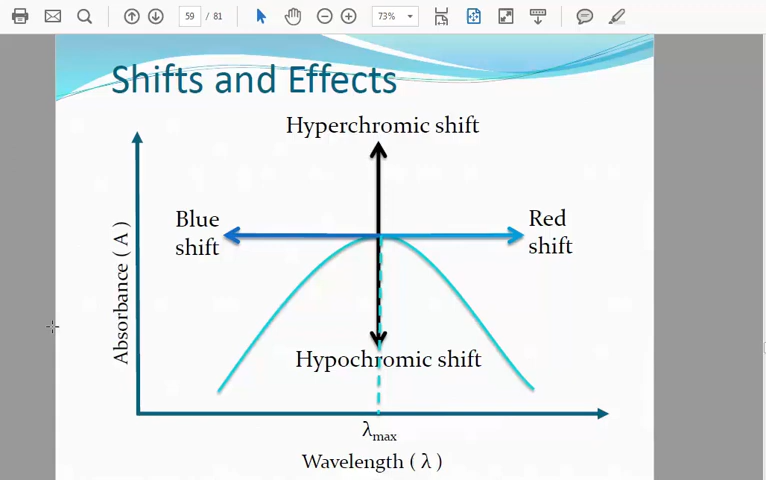 59 / 81
73%
Shifts and Effects
Hyperchromic shift
Blue
shift
Red
shift
Absorbance ( A )
Hypochromic shift
λmax
Wavelength ( λ )